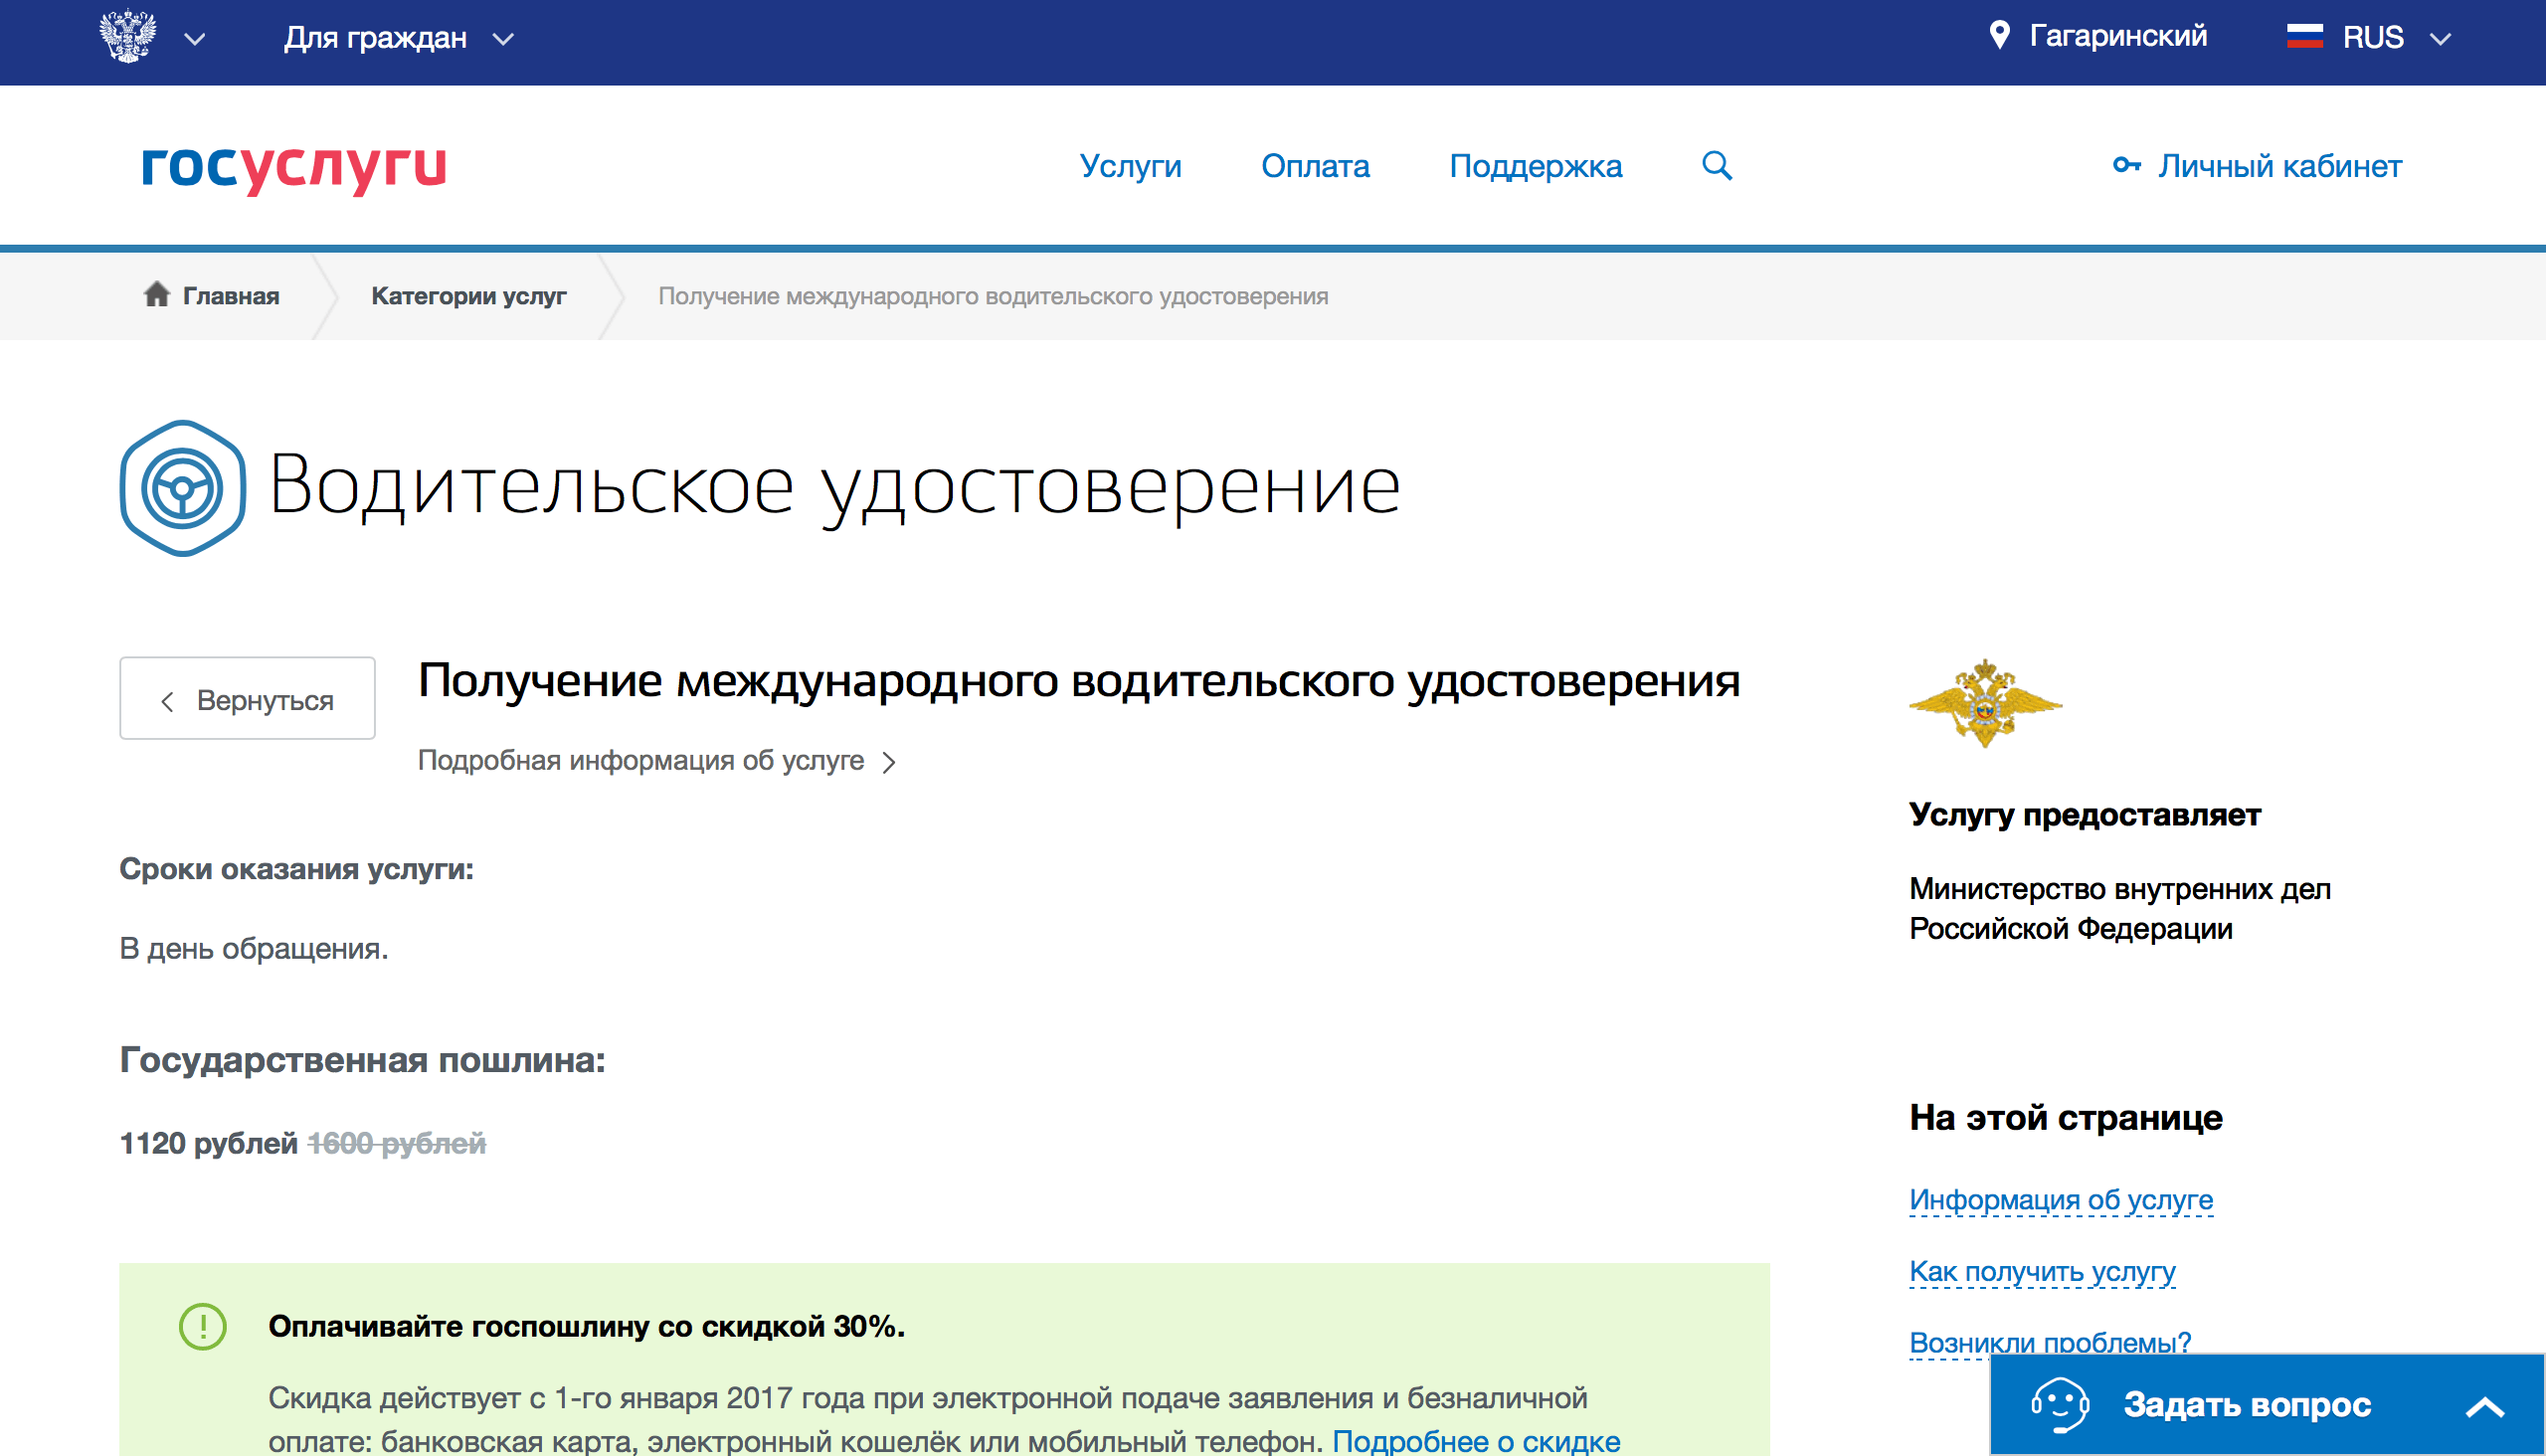 Для граждан
Гагаринский
RUS
госуслуги
Услуги
Оплата
Поддержка
Личный кабинет
Главная
Категории услуг
Получение международного водительского удостоверения
Водительское удостоверение
Вернуться
Получение международного водительского удостоверения
Подробная информация об услуге
Сроки оказания услуги:
В день обращения.
Государственная пошлина:
1120 рублей 1600 рублей
Оплачивайте госпошлину со скидкой 30%.
Скидка действует с 1-го января 2017 года при электронной подаче заявления и безналичной
оплате: банковская карта, электронный кошелёк или мобильный телефон. Подробнее о скидке
Услугу предоставляет
Министерство внутренних дел
Российской Федерации
На этой странице
Информация об услуге
Как получить услугу
Возникли проблемы?
Задать вопрос